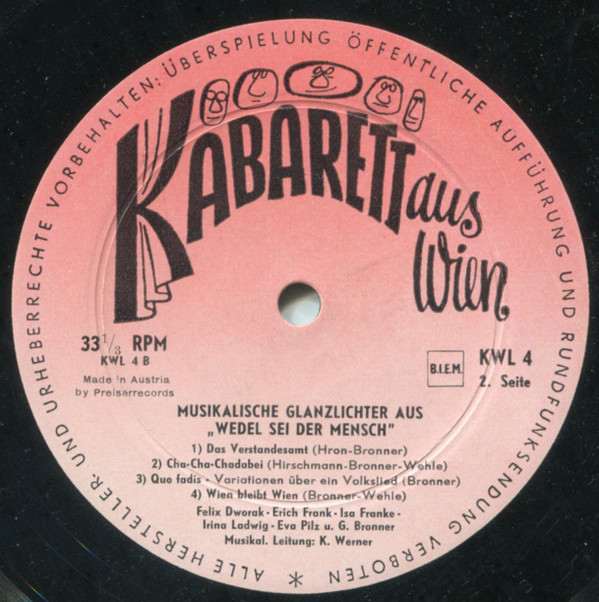 ALLE HERSTELLER- UND URHEBERRECHTE VORBEHALTEN: ÜBERSPIELUNG ÖFFENTLICHE AUFFÜHRUNG UND RUNDFUNKSENDUNG VERBOTEN *
KABARETT aus
Wien
33 1/3 RPM
KWL 4 B
Made in Austria
by Preiserrecords
B.I.E.M.
KWL 4
2. Seite
MUSIKALISCHE GLANZLICHTER AUS
„WEDEL SEI DER MENSCH"
1) Das Verstandesamt (Hron-Bronner)
2) Cha-Cha-Chadabei (Hirschmann-Bronner-Wehle)
3) Quo fadis - Variationen über ein Volkslied (Bronner)
4) Wien bleibt Wien (Bronner-Wehle)
Felix Dworak - Erich Frank - Isa Franke -
Irina Ladwig - Eva Pilz u. G. Bronner
Musikal. Leitung: K. Werner